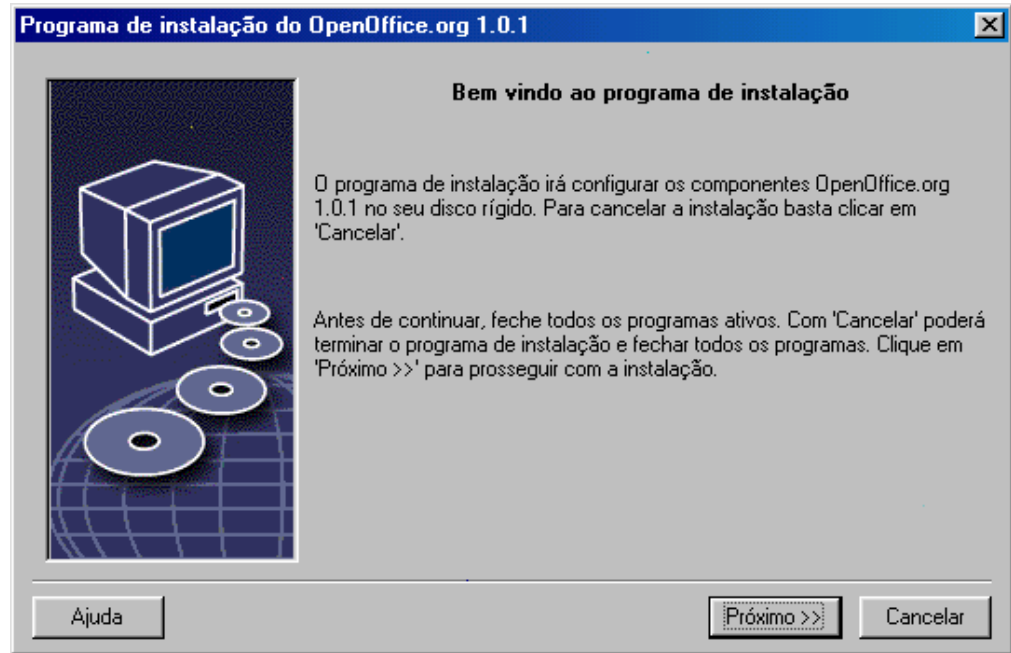 Programa de instalação do OpenOffice.org 1.0.1
Bem vindo ao programa de instalação
O programa de instalação irá configurar os componentes OpenOffice.org
1.0.1 no seu disco rígido. Para cancelar a instalação basta clicar em
'Cancelar'.
Antes de continuar, feche todos os programas ativos. Com 'Cancelar' poderá
terminar o programa de instalação e fechar todos os programas. Clique em
'Próximo >>' para prosseguir com a instalação.
Ajuda
Próximo >>
Cancelar